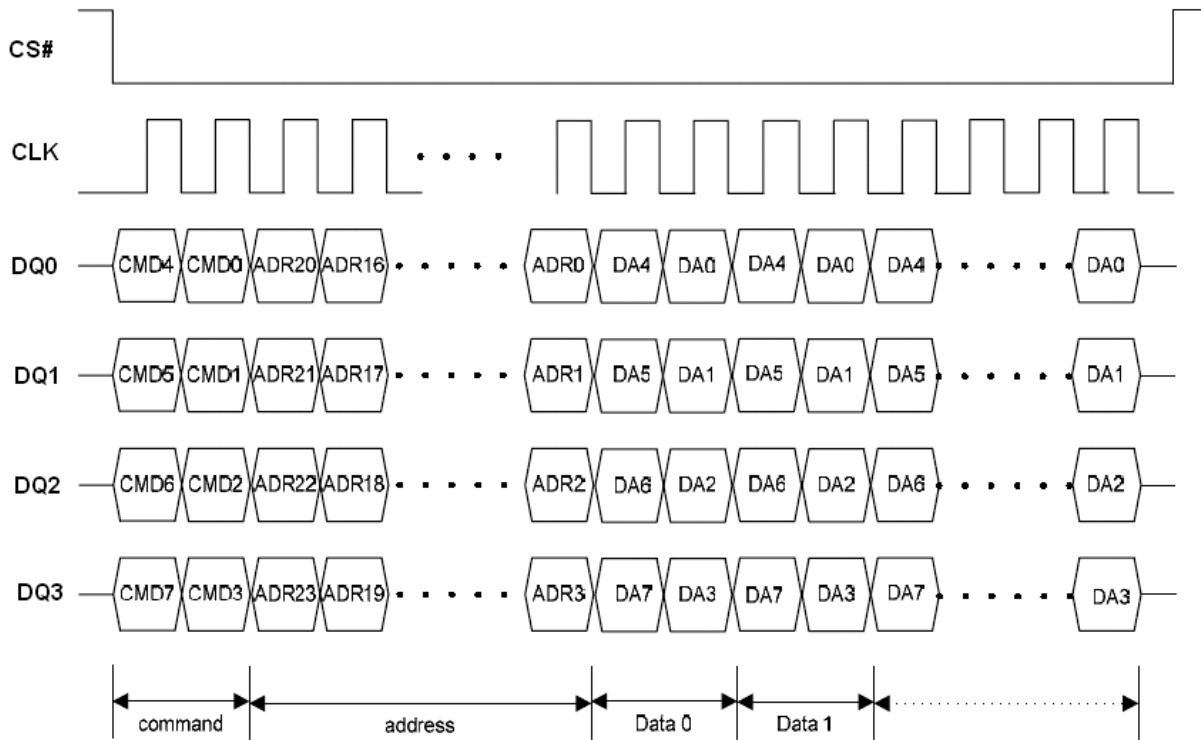 CS#
CLK
DQ0 CMD4 CMD0 ADR20 ADR16 ADR0 DA4 DA0 DA4 DA0 DA4 DA0
DQ1 CMD5 CMD1 ADR21 ADR17 ADR1 DA5 DA1 DA5 DA1 DA5 DA1
DQ2 CMD6 CMD2 ADR22 ADR18 ADR2 DA6 DA2 DA6 DA2 DA6 DA2
DQ3 CMD7 CMD3 ADR23 ADR19 ADR3 DA7 DA3 DA7 DA3 DA7 DA3
command address Data 0 Data 1